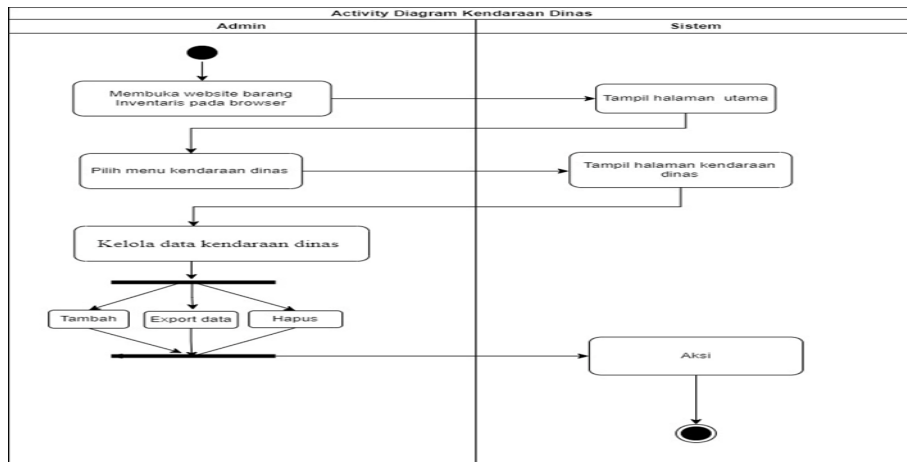 Activity Diagram Kendaraan Dinas
Admin
Sistem
Membuka website barang
Inventaris pada browser
Tampil halaman utama
Pilih menu kendaraan dinas
Tampil halaman kendaraan
dinas
Kelola data kendaraan dinas
Tambah
Export data
Hapus
Aksi